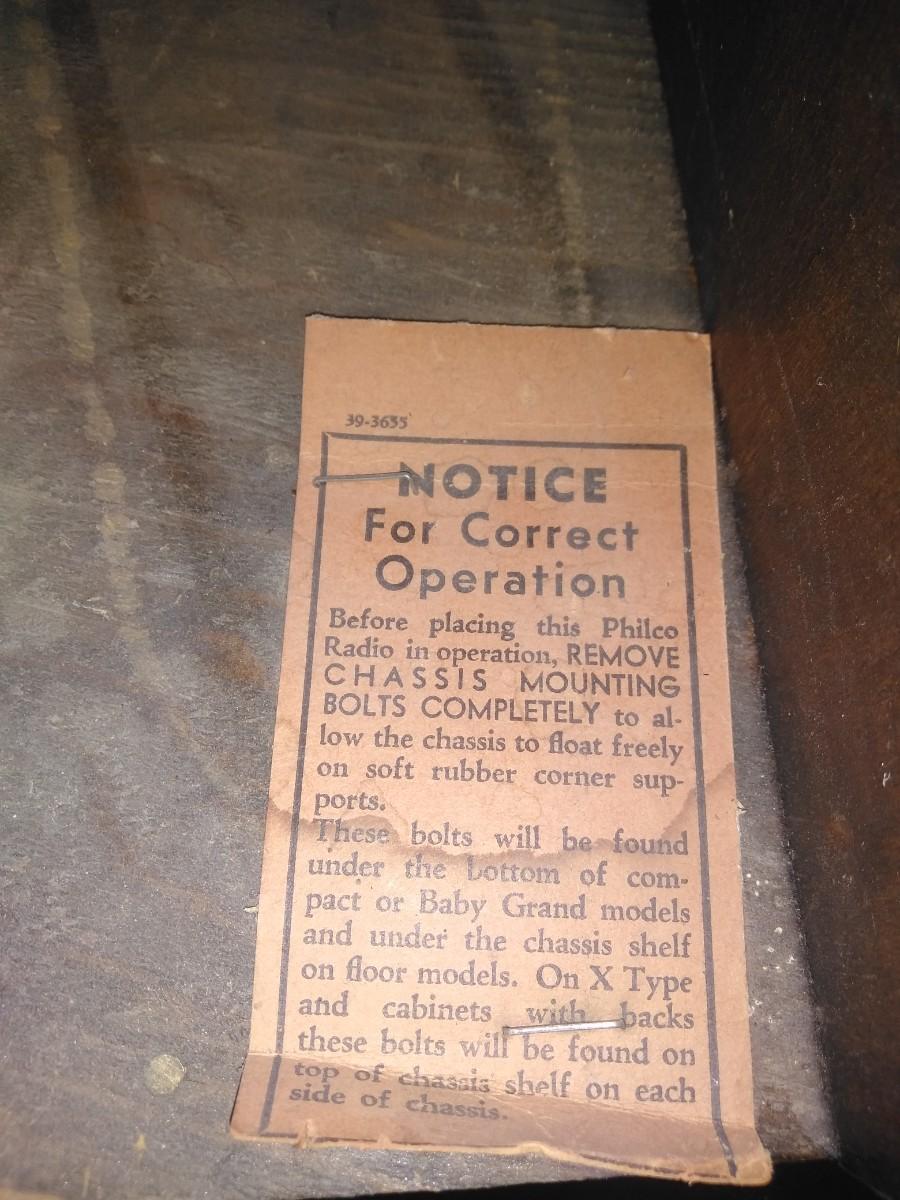 39-3635
NOTICE
For Correct
Operation
Before placing this Philco
Radio in operation, REMOVE
CHASSIS MOUNTING
BOLTS COMPLETELY to al-
low the chassis to float freely
on soft rubber corner sup-
ports.
These bolts will be found
under the bottom of com-
pact or Baby Grand models
and under the chassis shelf
on floor models. On X Type
and cabinets with backs
these bolts will be found on
top of chassis shelf on each
side of chassis.